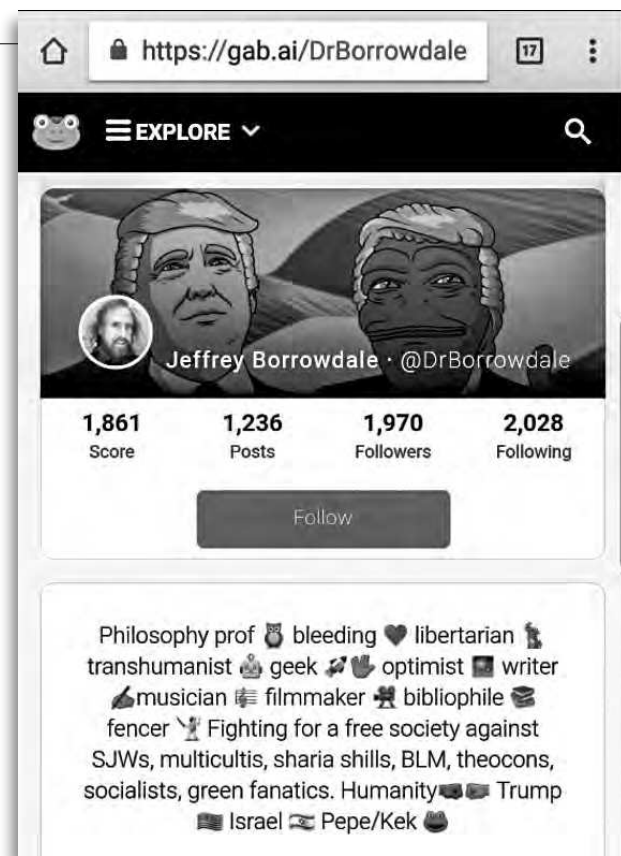 https://gab.ai/DrBorrowdale 17
EXPLORE
Jeffrey Borrowdale · @DrBorrowdale
1,861 1,236 1,970 2,028
Score Posts Followers Following
Follow
Philosophy prof 🦉 bleeding 🖤 libertarian 🗽
transhumanist 🤖 geek 🚀🖖 optimist 🌃 writer
✍musician 🎼 filmmaker 🎥 bibliophile 📚
fencer 🤺 Fighting for a free society against
SJWs, multicultis, sharia shills, BLM, theocons,
socialists, green fanatics. Humanity🤜🤛 Trump
🇺🇸 Israel 🇮🇱 Pepe/Kek 🐸